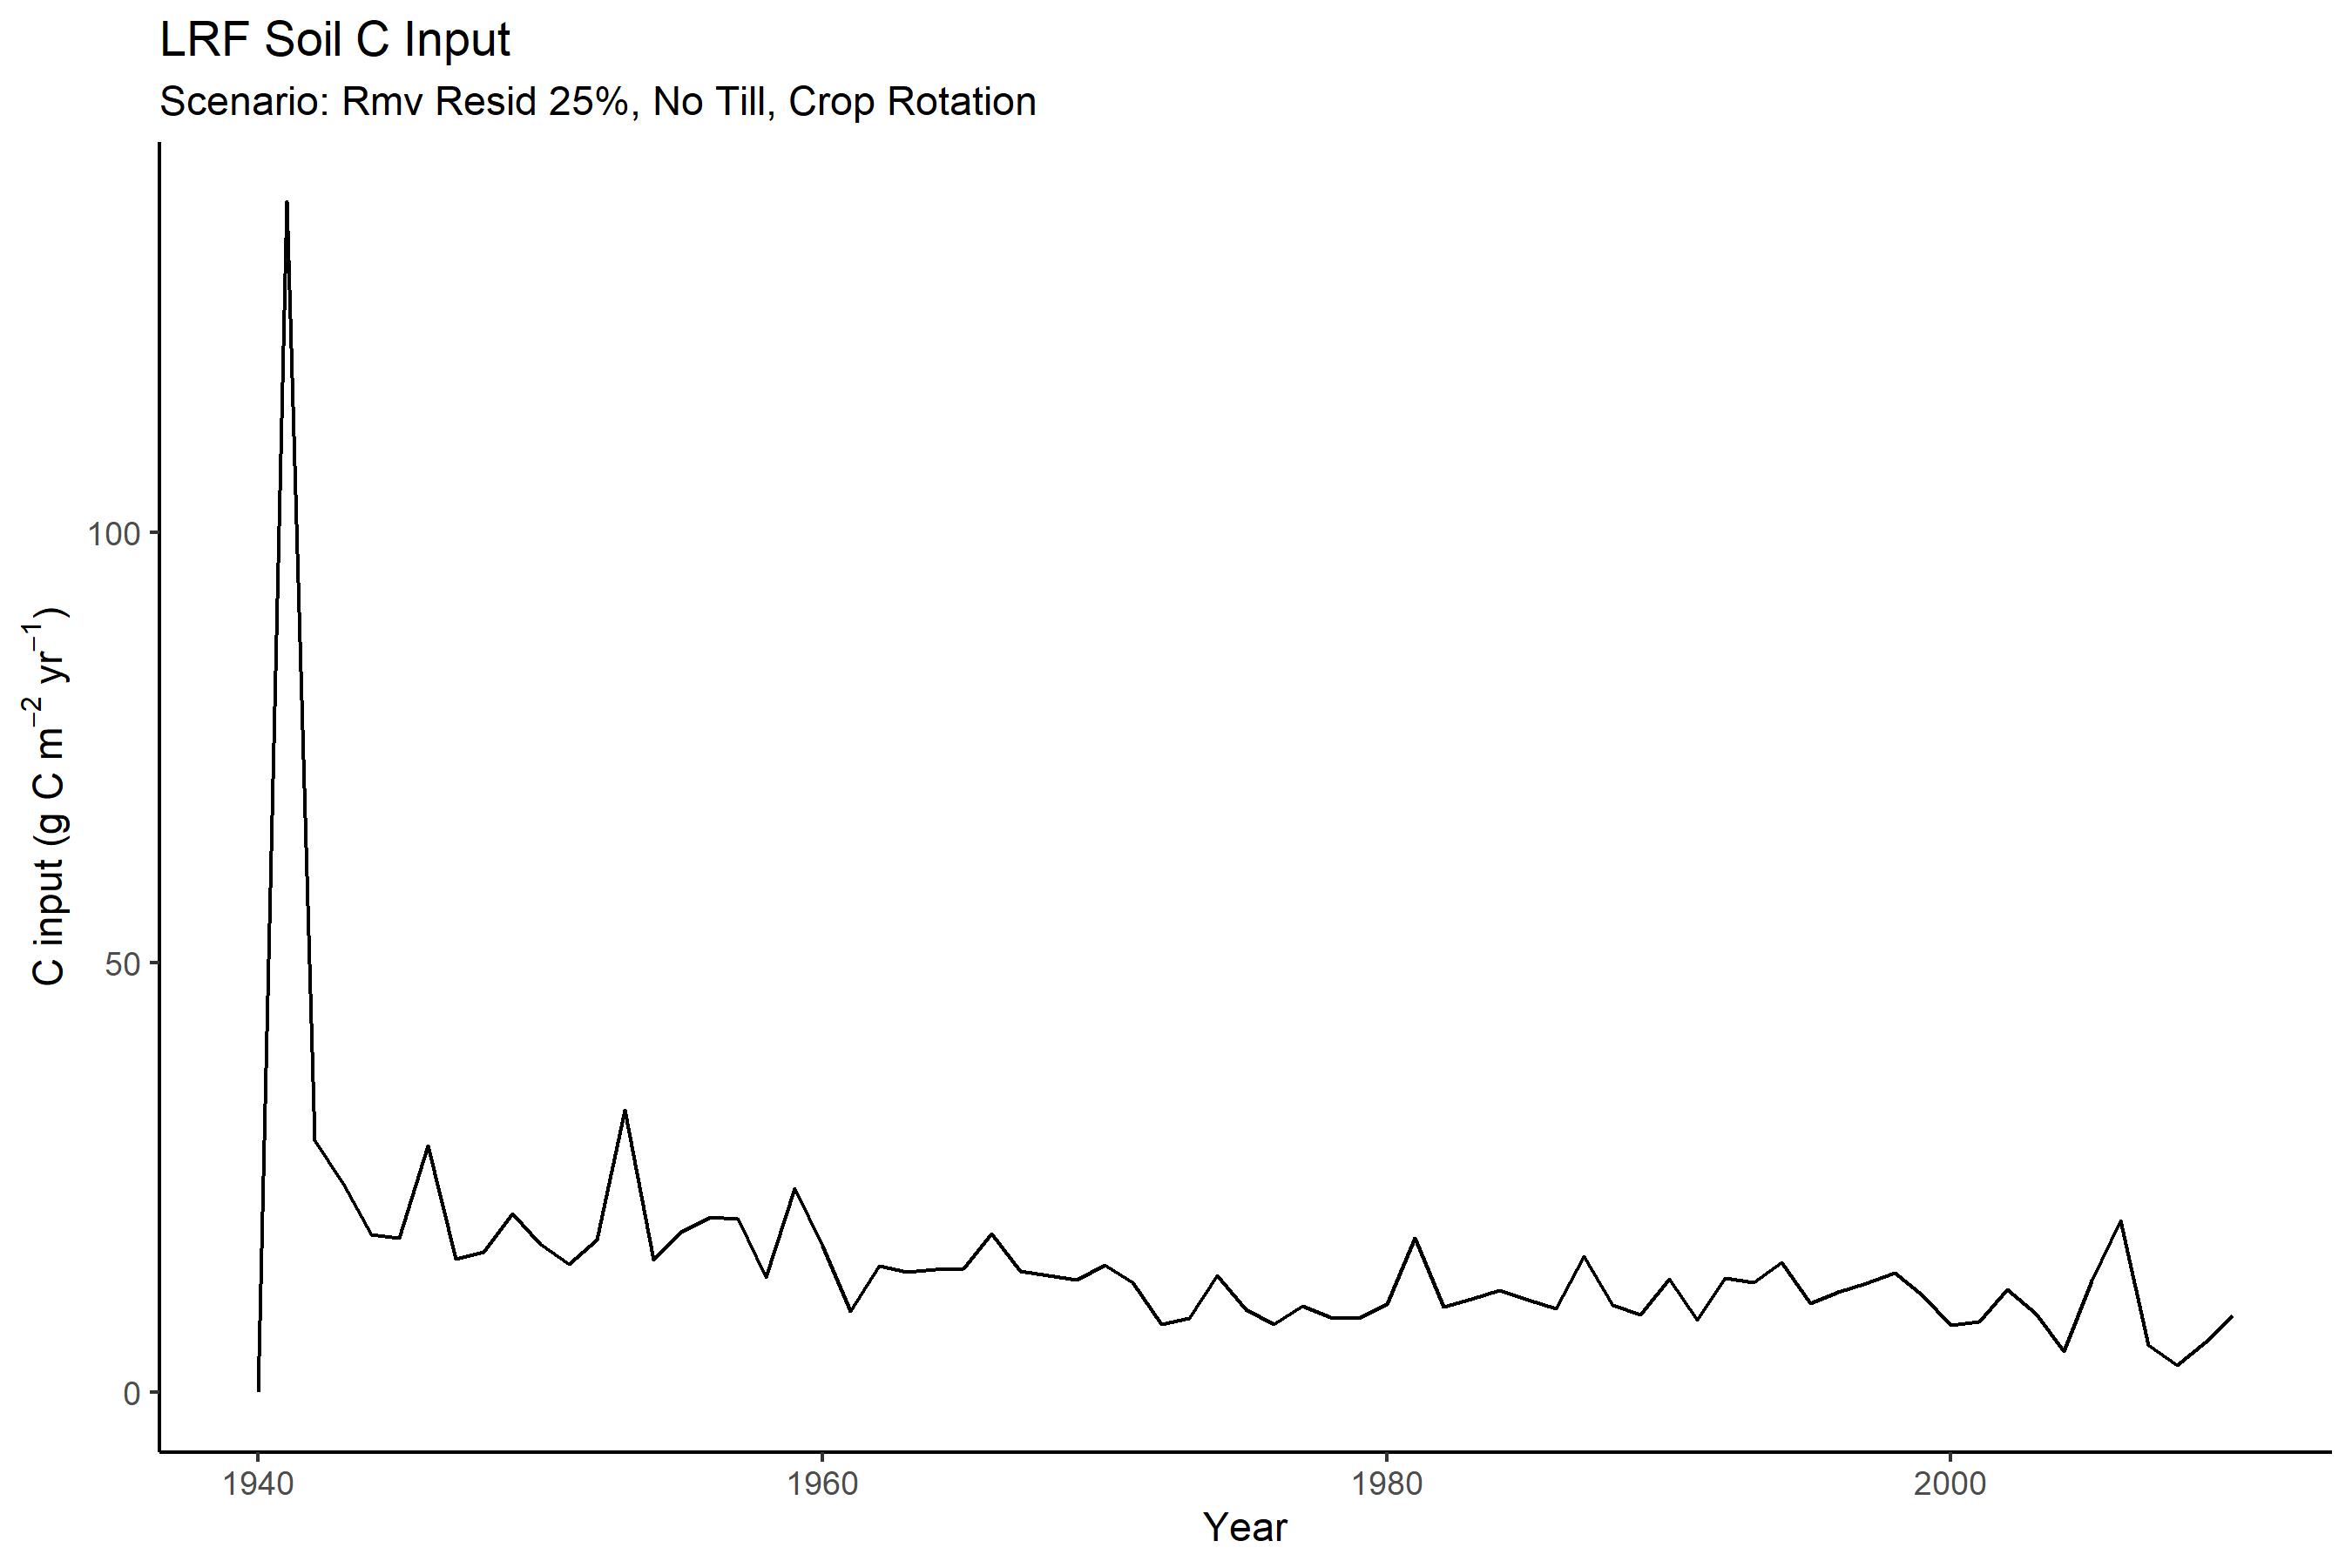 LRF Soil C Input
Scenario: Rmv Resid 25%, No Till, Crop Rotation
C input (g C m⁻² yr⁻¹)
100
50
0
1940 1960 1980 2000
Year